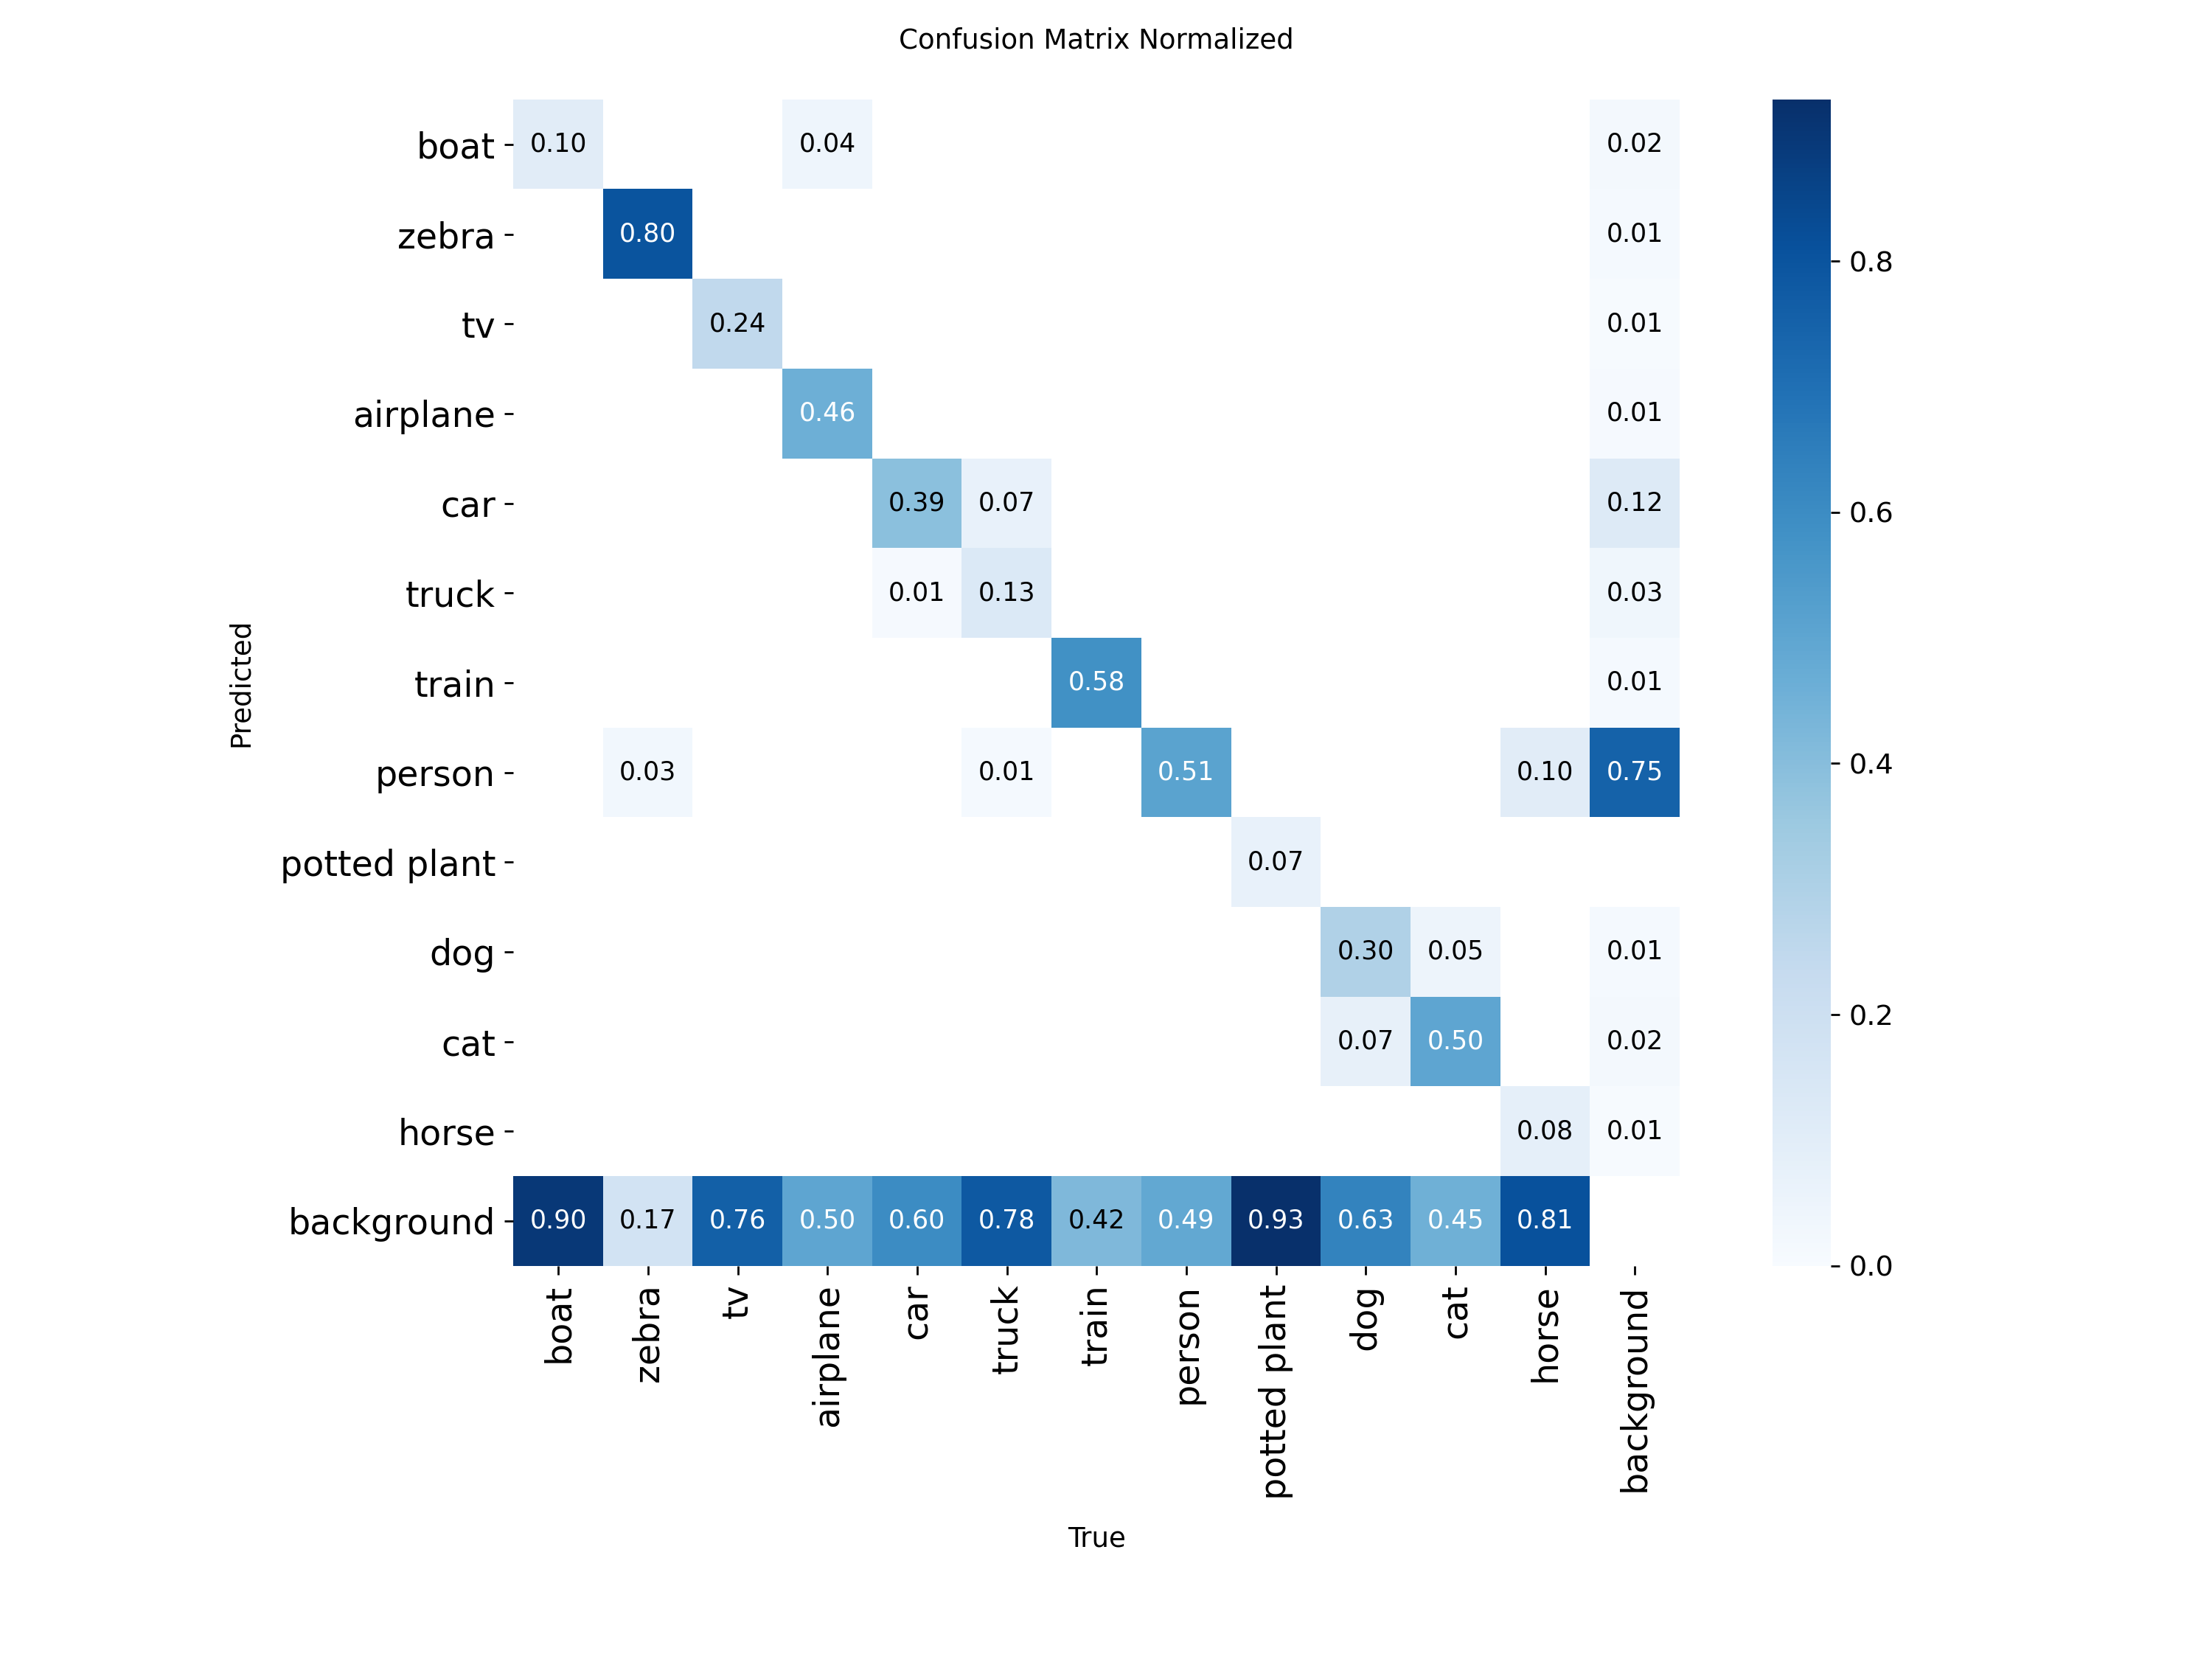 Confusion Matrix Normalized
boat 0.10 0.04 0.02
zebra 0.80 0.01
0.8
tv 0.24 0.01
airplane 0.46 0.01
car 0.39 0.07 0.12
0.6
truck 0.01 0.13 0.03
train 0.58 0.01
Predicted
person 0.03 0.01 0.51 0.10 0.75
0.4
potted plant 0.07
dog 0.30 0.05 0.01
0.2
cat 0.07 0.50 0.02
horse 0.08 0.01
background 0.90 0.17 0.76 0.50 0.60 0.78 0.42 0.49 0.93 0.63 0.45 0.81
0.0
boat zebra tv airplane car truck train person potted plant dog cat horse background
True